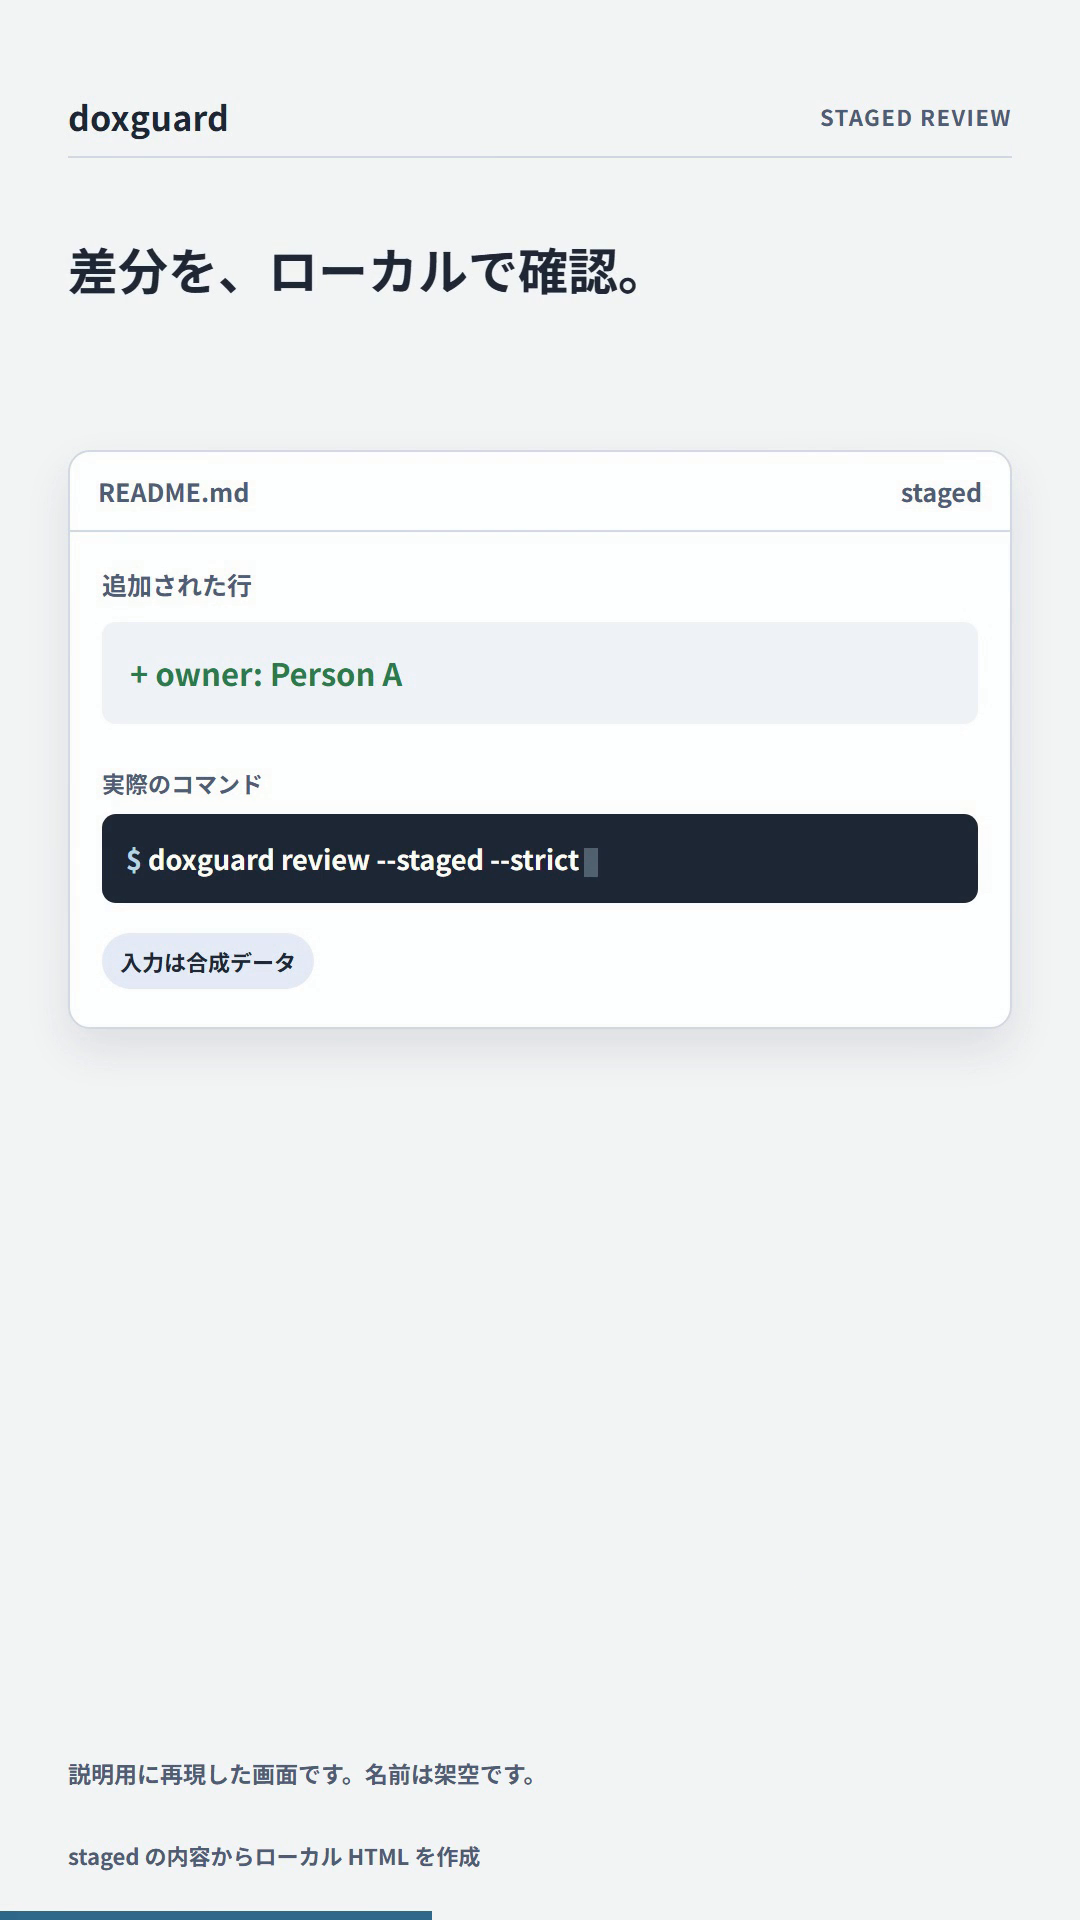 doxguard
STAGED REVIEW
差分を、ローカルで確認。
README.md
staged
追加された行
+ owner: Person A
実際のコマンド
$ doxguard review --staged --strict
入力は合成データ
説明用に再現した画面です。名前は架空です。
staged の内容からローカル HTML を作成